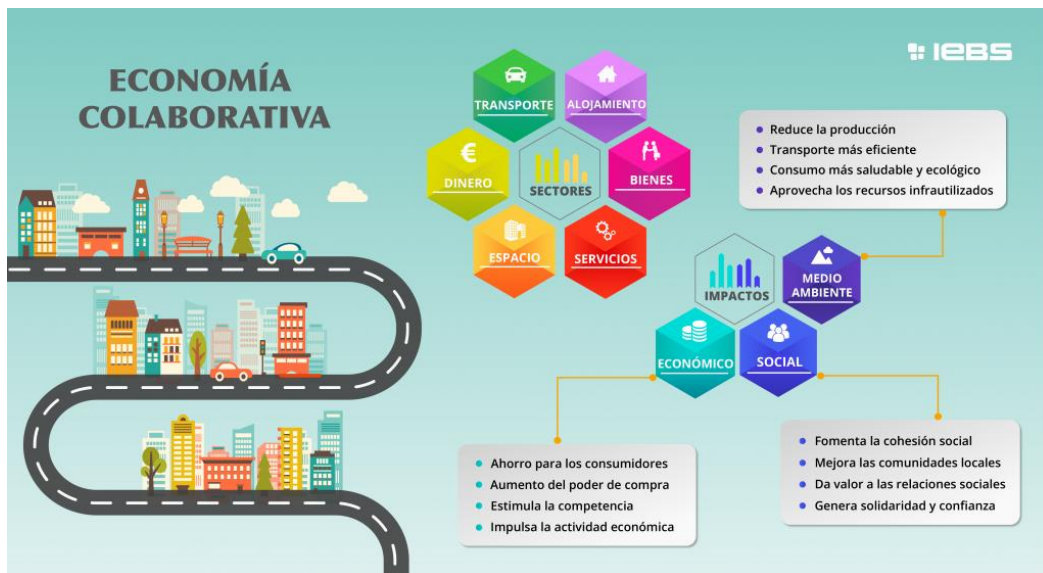 ECONOMÍA
COLABORATIVA
IEBS
TRANSPORTE
ALOJAMIENTO
DINERO
€
SECTORES
BIENES
ESPACIO
SERVICIOS
Reduce la producción
Transporte más eficiente
Consumo más saludable y ecológico
Aprovecha los recursos infrautilizados
IMPACTOS
MEDIO
AMBIENTE
ECONÓMICO
SOCIAL
Ahorro para los consumidores
Aumento del poder de compra
Estimula la competencia
Impulsa la actividad económica
Fomenta la cohesión social
Mejora las comunidades locales
Da valor a las relaciones sociales
Genera solidaridad y confianza